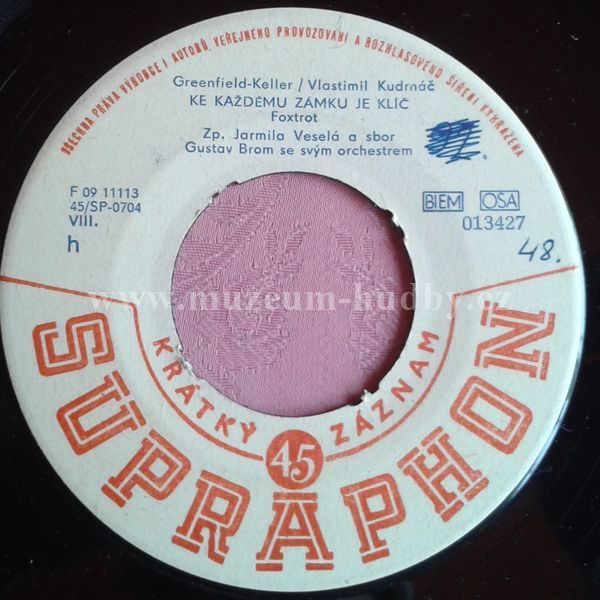 VŠECHNA PRÁVA VÝROBCE I AUTORŮ, VEŘEJNÉHO PROVOZOVÁNÍ A ROZHLASOVÉHO ŠÍŘENÍ VYHRAŽENA
Greenfield-Keller / Vlastimil Kudrnáč
KE KAŽDÉMU ZÁMKU JE KLÍČ
Foxtrot
Zp. Jarmila Veselá a sbor
Gustav Brom se svým orchestrem
F 09 11113
45/SP-0704
VIII.
h
BIEM OSA
013427
48.
www.muzeum-hudby.cz
KRÁTKÝ 45 ZÁZNAM
SUPRAPHON